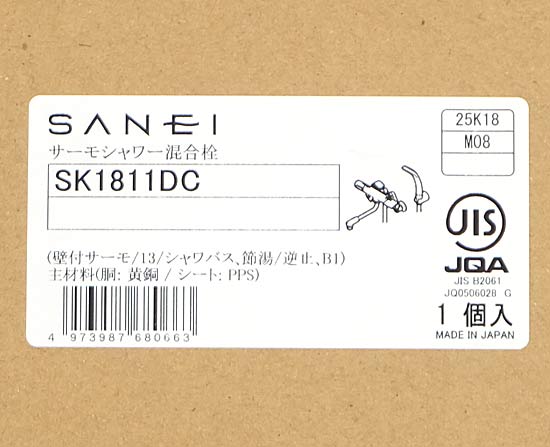 SANEI
サーモシャワー混合栓
SK1811DC
25K18
M08
(壁付サーモ/13/シャワバス、節湯/逆止、B1)
主材料(胴: 黄銅 / シート: PPS)
4 973987 680663
JIS
JQA
JIS B2061
JQ0506028 G
1 個入
MADE IN JAPAN